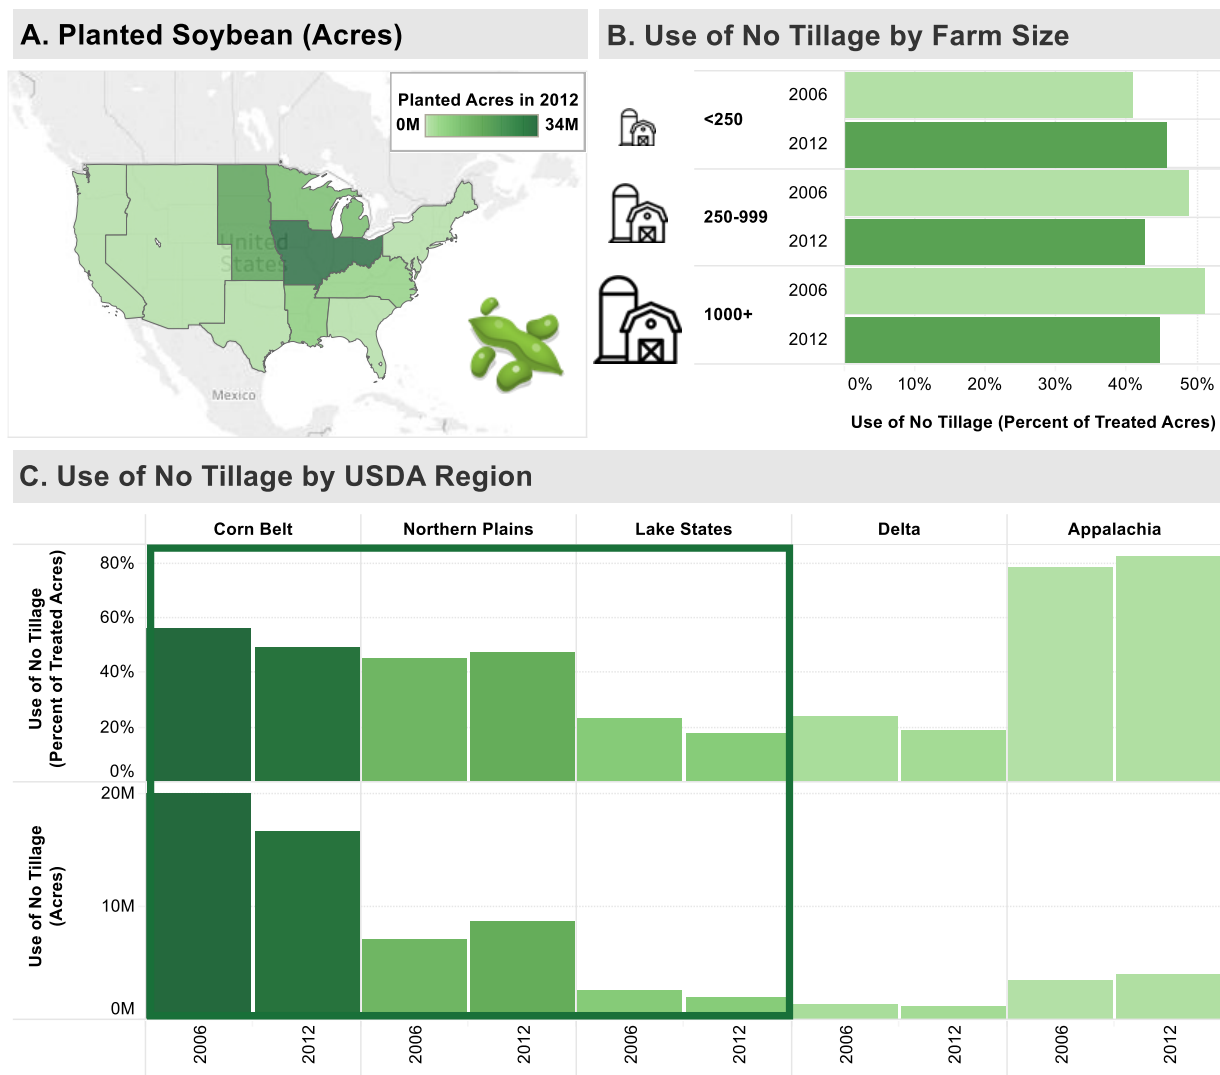 A. Planted Soybean (Acres)
Planted Acres in 2012
0M 34M
United
States
Mexico
B. Use of No Tillage by Farm Size
<250
2006
2012
250-999
2006
2012
1000+
2006
2012
0% 10% 20% 30% 40% 50%
Use of No Tillage (Percent of Treated Acres)
C. Use of No Tillage by USDA Region
Corn Belt Northern Plains Lake States Delta Appalachia
Use of No Tillage
(Percent of Treated Acres)
80%
60%
40%
20%
0%
Use of No Tillage
(Acres)
20M
10M
0M
2006 2012 2006 2012 2006 2012 2006 2012 2006 2012